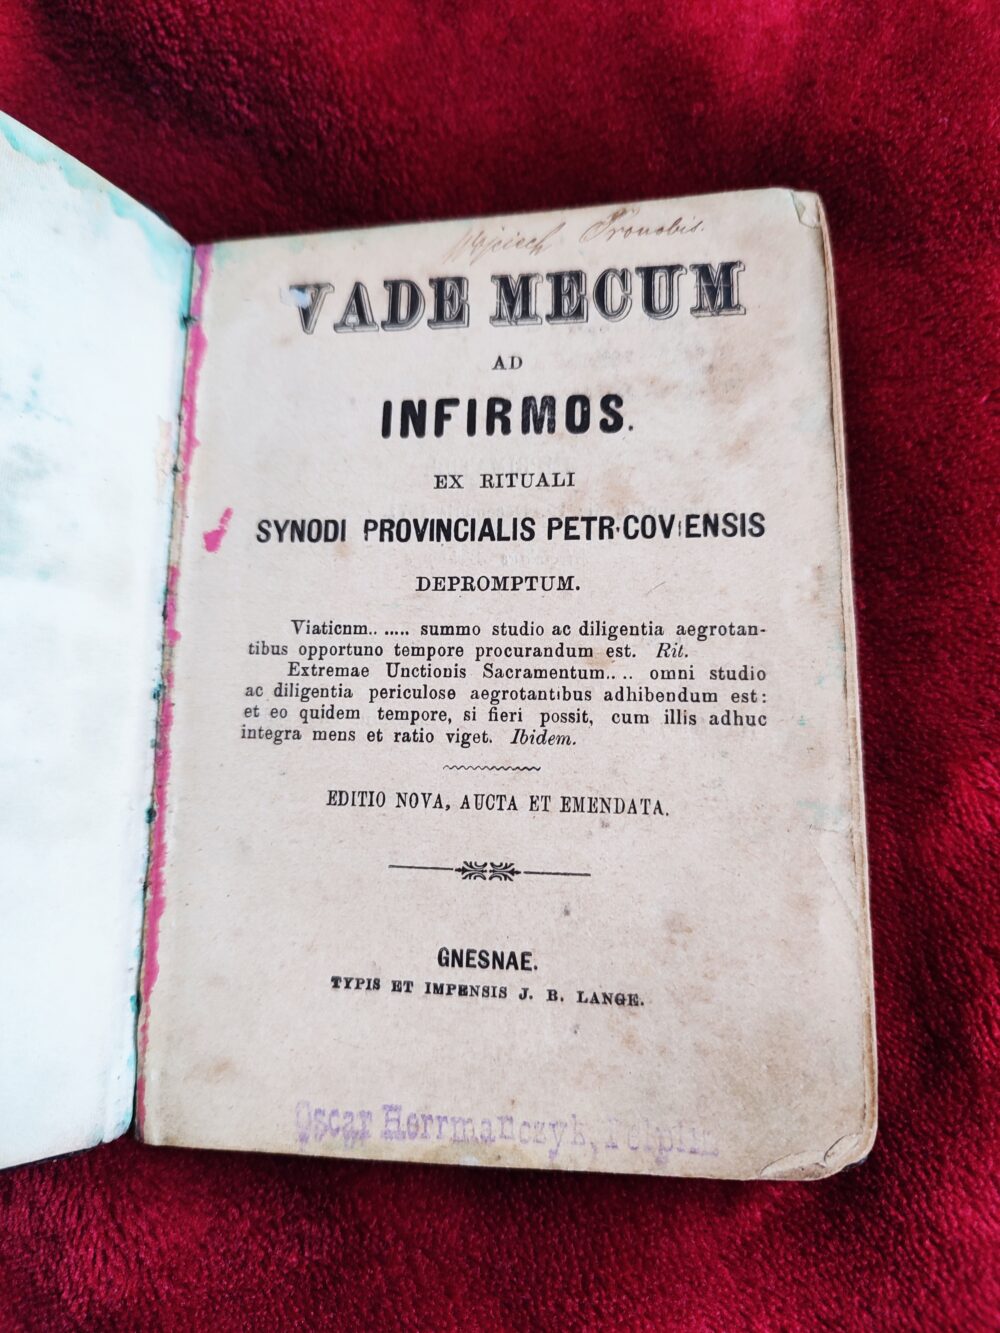 Wojciech Pronobis.
VADE MECUM
AD
INFIRMOS.
EX RITUALI
SYNODI PROVINCIALIS PETR·COVIENSIS
DEPROMPTUM.
Viaticnm.. ..... summo studio ac diligentia aegrotan-
tibus opportuno tempore procurandum est. Rit.
Extremae Unctionis Sacramentum.. .. omni studio
ac diligentia periculose aegrotantibus adhibendum est:
et eo quidem tempore, si fieri possit, cum illis adhuc
integra mens et ratio viget. Ibidem.
EDITIO NOVA, AUCTA ET EMENDATA.
GNESNAE.
TYPIS ET IMPENSIS J. B. LANGE.
Oscar Herrmanczyk, Pelplin